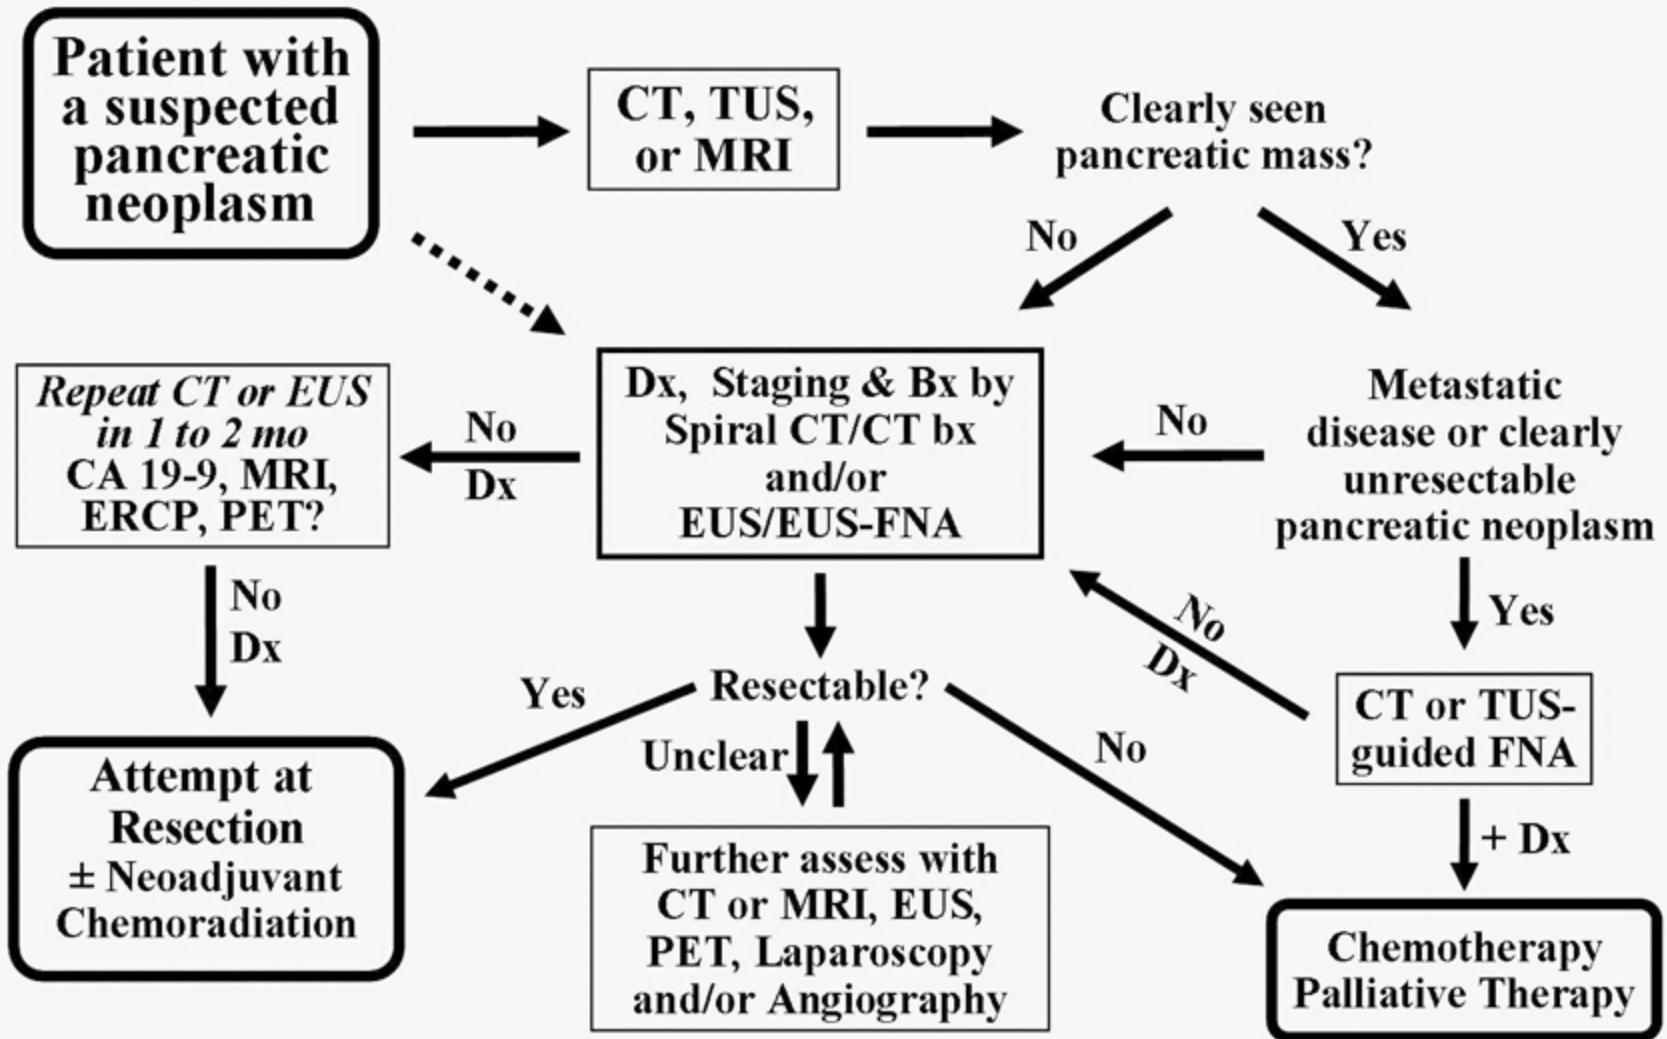 Patient with
a suspected
pancreatic
neoplasm
CT, TUS,
or MRI
Clearly seen
pancreatic mass?
No
Yes
Repeat CT or EUS
in 1 to 2 mo
CA 19-9, MRI,
ERCP, PET?
No
Dx
Dx, Staging & Bx by
Spiral CT/CT bx
and/or
EUS/EUS-FNA
No
Metastatic
disease or clearly
unresectable
pancreatic neoplasm
No
Dx
No
Dx
Yes
Yes
Resectable?
Unclear
No
CT or TUS-
guided FNA
+ Dx
Attempt at
Resection
± Neoadjuvant
Chemoradiation
Further assess with
CT or MRI, EUS,
PET, Laparoscopy
and/or Angiography
Chemotherapy
Palliative Therapy